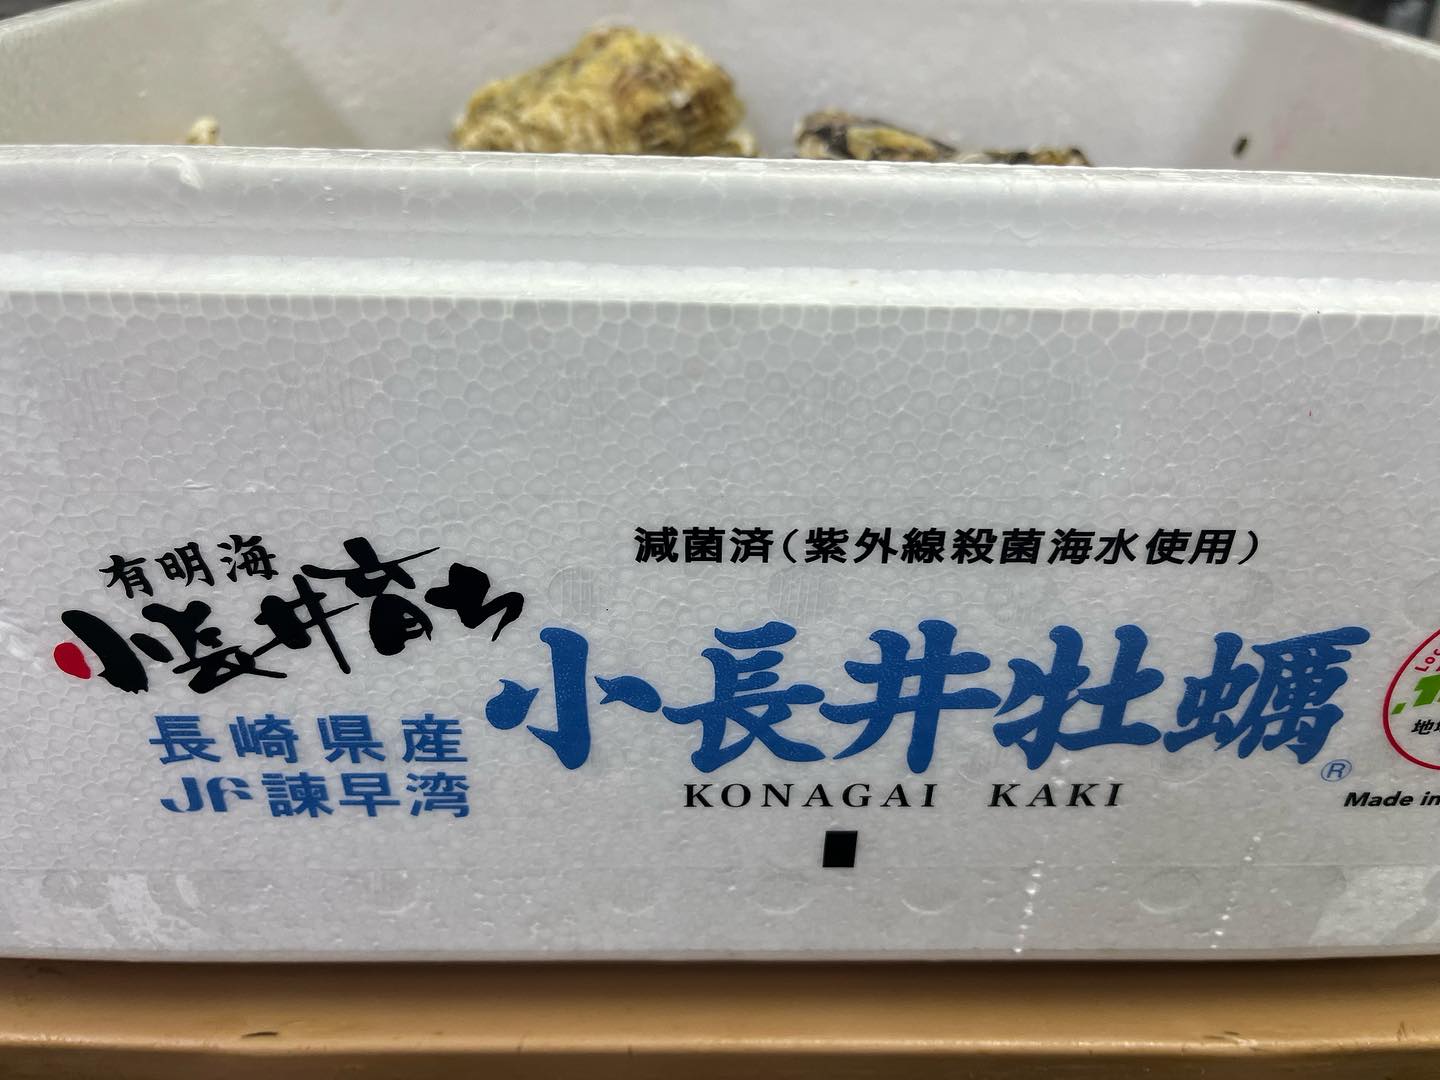 減菌済(紫外線殺菌海水使用)
有明海
小長井育ち
長崎県産
JF諫早湾
小長井牡蠣®
KONAGAI KAKI
Made in